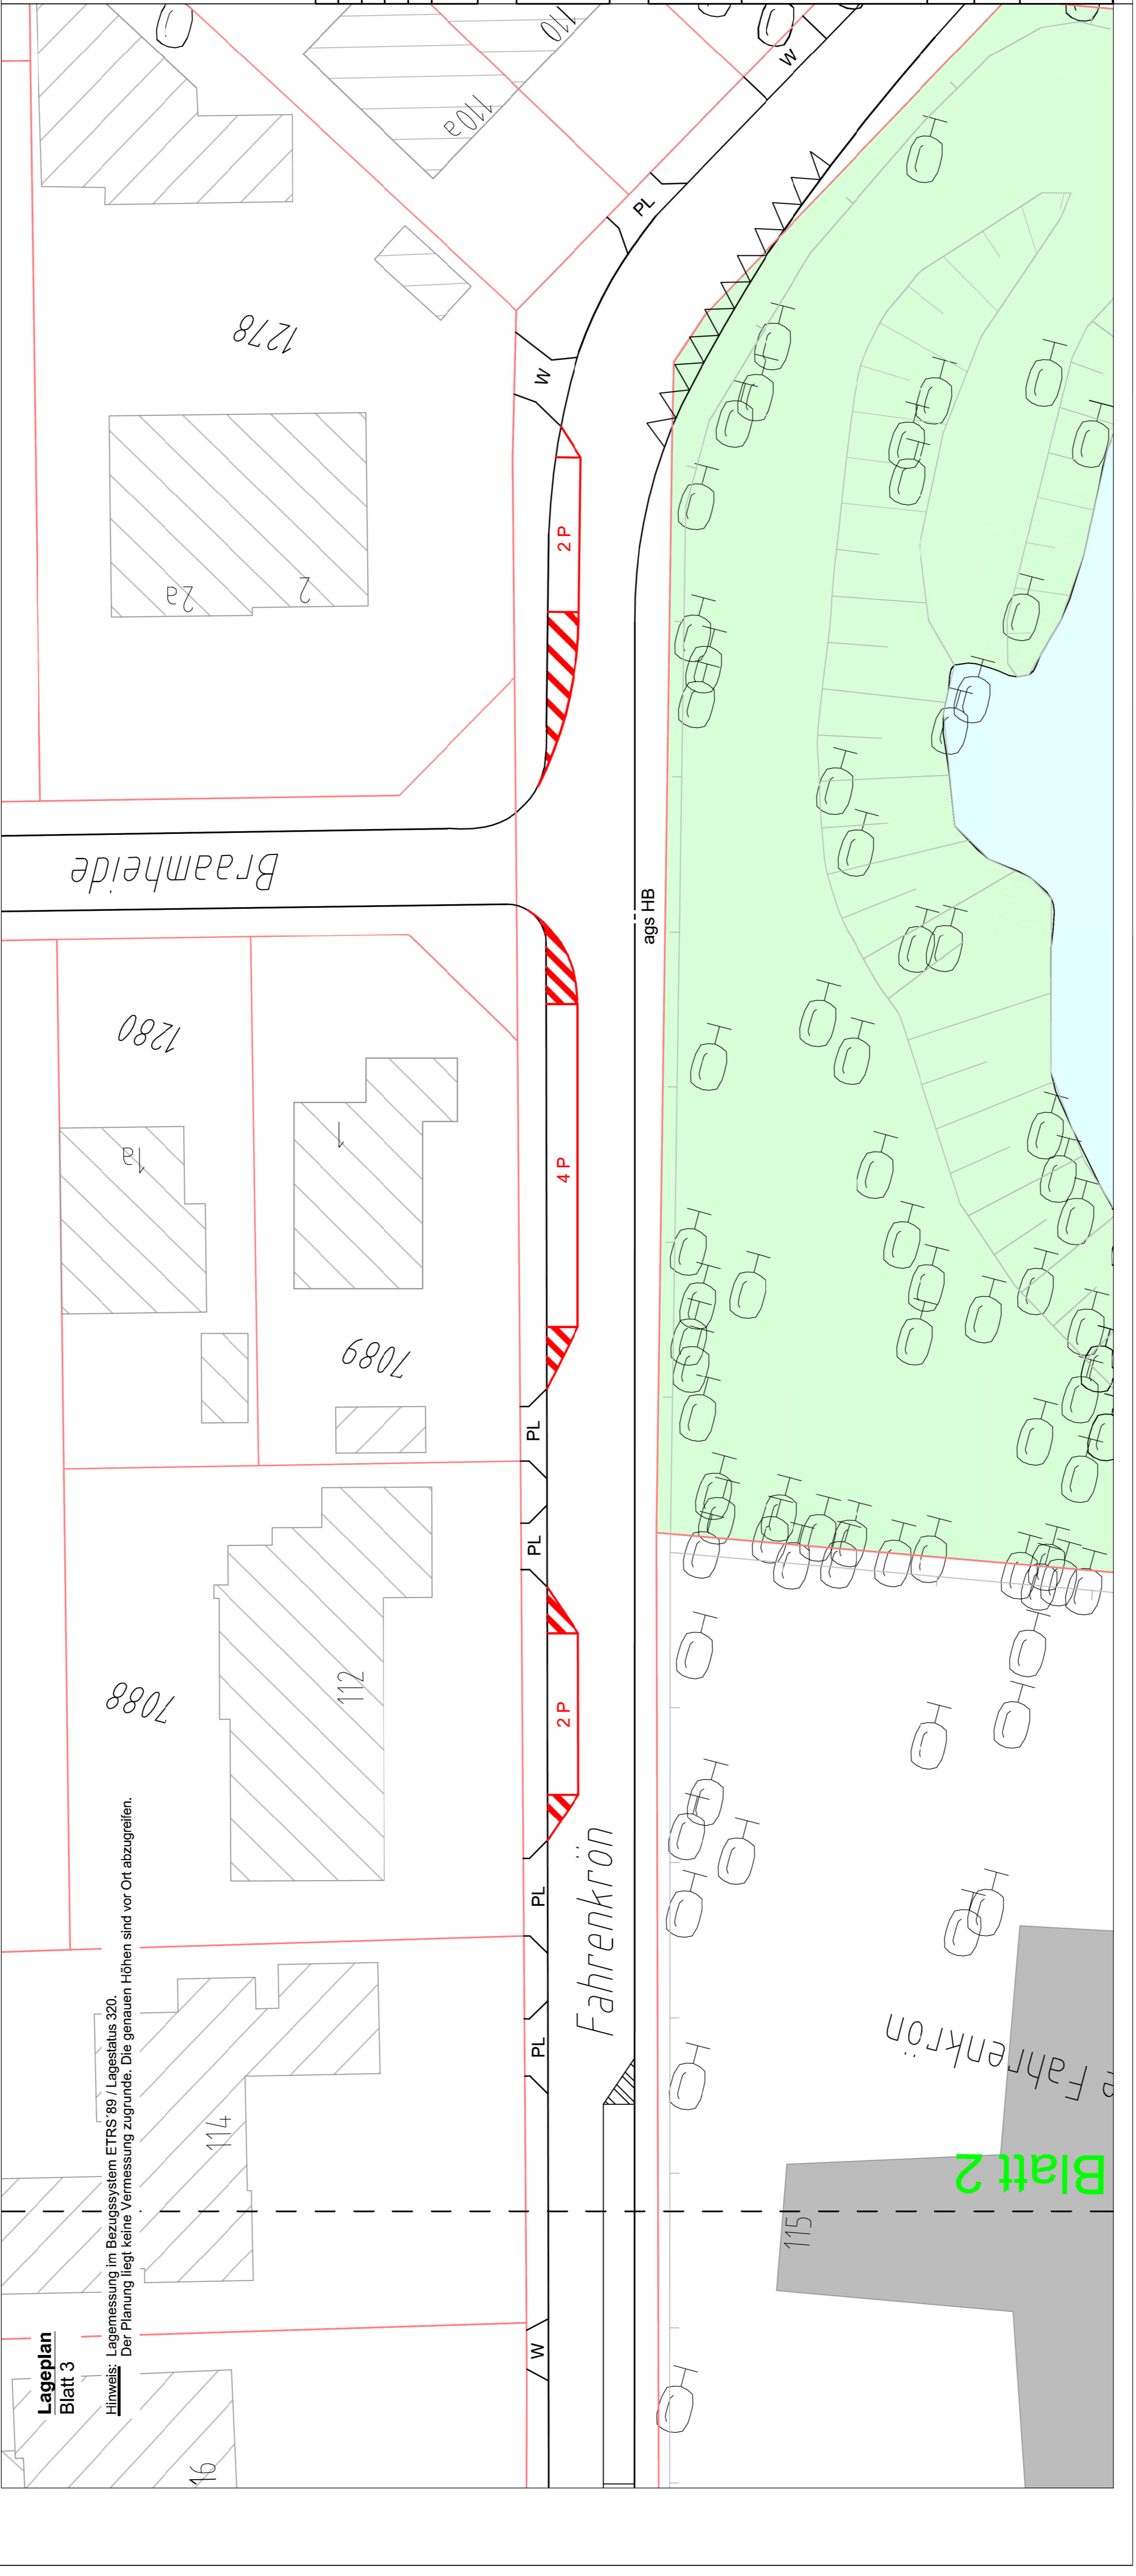 Lageplan
Blatt 3
Hinweis: Lagemessung im Bezugssystem ETRS´89 / Lagestatus 320.
Der Planung liegt keine Vermessung zugrunde. Die genauen Höhen sind vor Ort abzugreifen.
16
114
W
PL
PL
7088
112
2 P
PL
PL
Fahrenkrön
1280
1a
1
7089
4 P
Braamheide
ags HB
1278
2a
2
2 P
W
PL
W
110a
110
115
e Fahrenkrön
Blatt 2